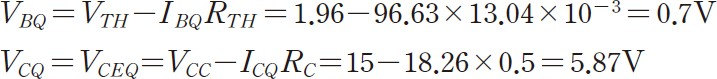 V_{BQ} = V_{TH} − I_{BQ}R_{TH} = 1.96 − 96.63 × 13.04 × 10^{−3} = 0.7V
V_{CQ} = V_{CEQ} = V_{CC} − I_{CQ}R_{C} = 15 − 18.26 × 0.5 = 5.87V